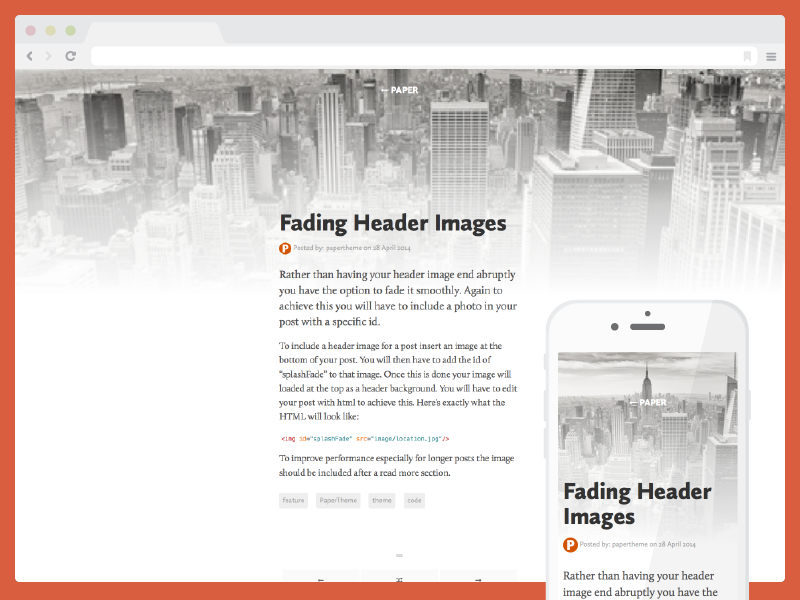 ← PAPER
Fading Header Images
P Posted by: papertheme on 28 April 2014
Rather than having your header image end abruptly
you have the option to fade it smoothly. Again to
achieve this you will have to include a photo in your
post with a specific id.
To include a header image for a post insert an image at the
bottom of your post. You will then have to add the id of
"splashFade" to that image. Once this is done your image will
loaded at the top as a header background. You will have to edit
your post with html to achieve this. Here's exactly what the
HTML will look like:
<img id="splashFade" src="image/location.jpg"/>
To improve performance especially for longer posts the image
should be included after a read more section.
feature PaperTheme theme code
← PAPER
Fading Header
Images
P Posted by: papertheme on 28 April 2014
Rather than having your header
image end abruptly you have the